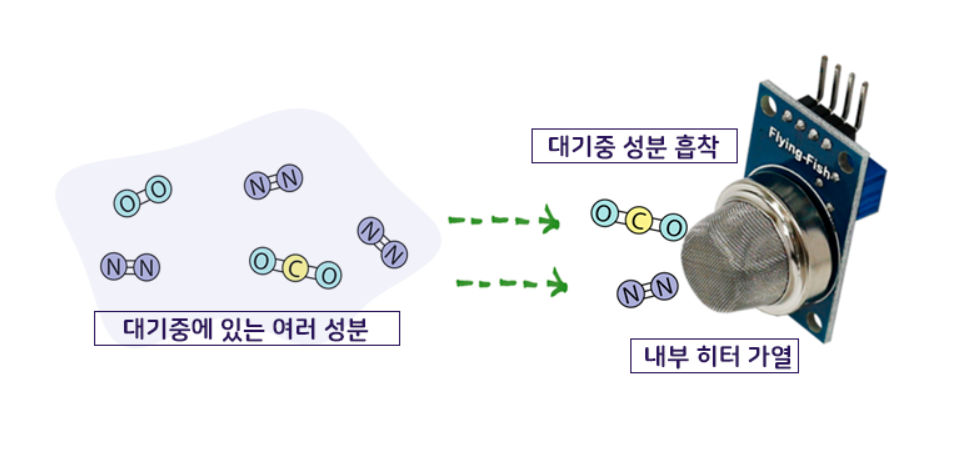 대기중 성분 흡착
Flying-Fish
O O
N N
N N
N N
O C O
O C O
N N
대기중에 있는 여러 성분
내부 히터 가열